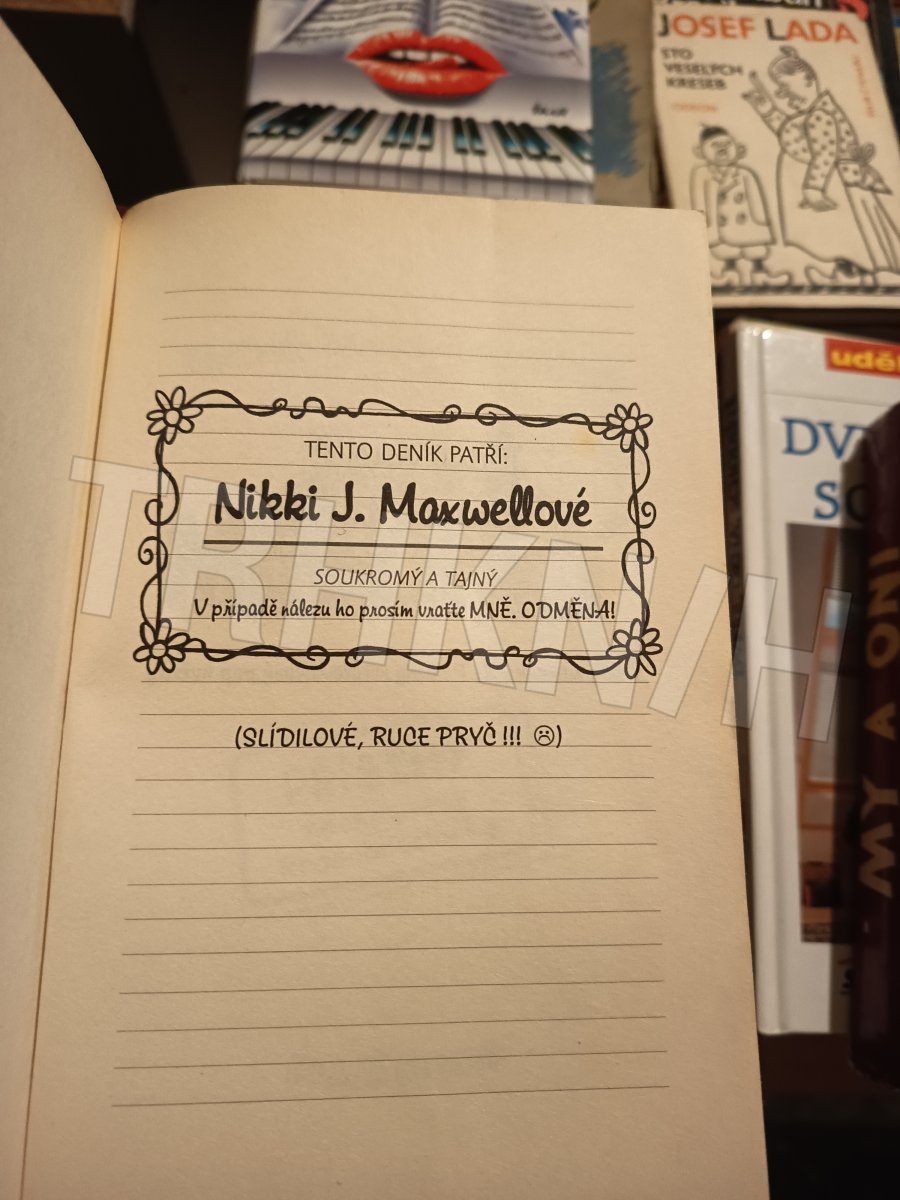 JOSEF LADA
STO
VESELÝCH
KRESEB
TENTO DENÍK PATŘÍ:
Nikki J. Maxwellové
SOUKROMÝ A TAJNÝ
V případě nálezu ho prosím vraťte MNĚ. ODMĚNA!
(SLÍDILOVÉ, RUCE PRYČ !!! ☹)
TRHKNIH
MY A ONI